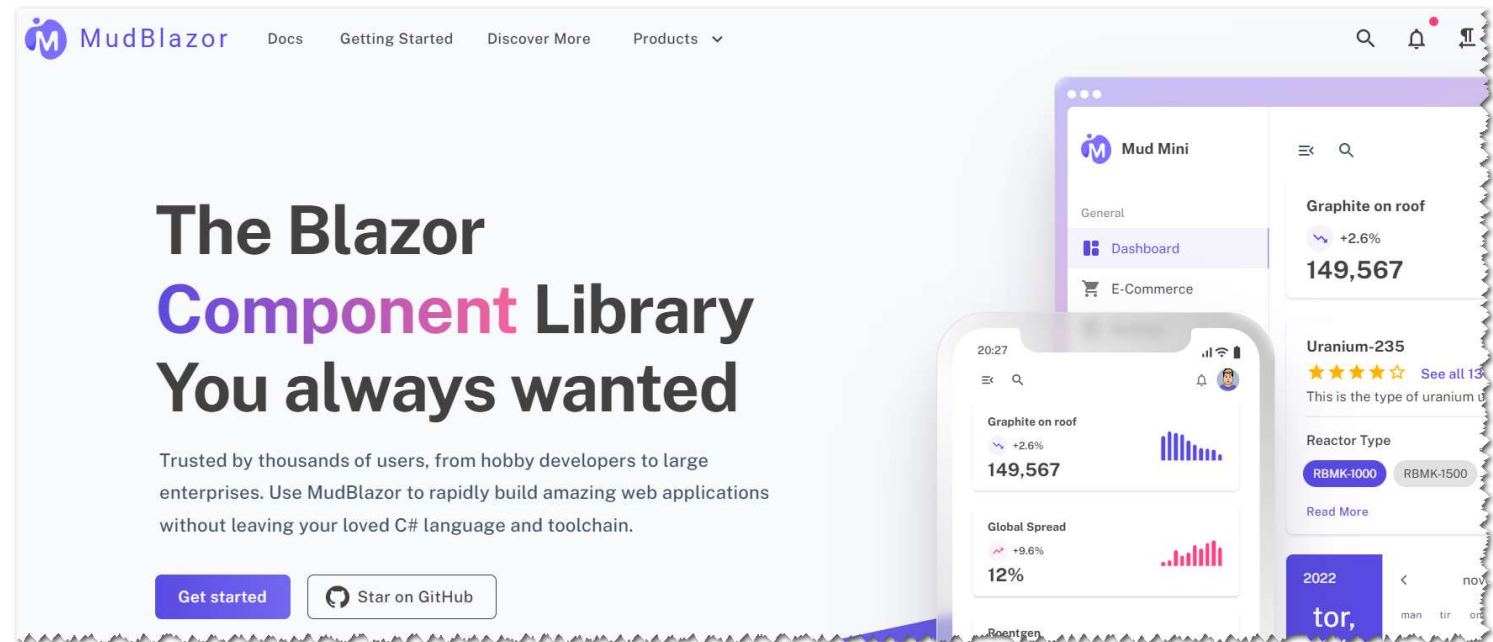 MudBlazor Docs Getting Started Discover More Products
The Blazor
Component Library
You always wanted
Trusted by thousands of users, from hobby developers to large
enterprises. Use MudBlazor to rapidly build amazing web applications
without leaving your loved C# language and toolchain.
Get started Star on GitHub
Mud Mini
General
Dashboard
E-Commerce
Graphite on roof
+2.6%
149,567
Uranium-235
See all 13
This is the type of uranium
Reactor Type
RBMK-1000 RBMK-1500
Read More
2022
tor,
nov
man tir
20:27
Graphite on roof
+2.6%
149,567
Global Spread
+9.6%
12%
Roentgen